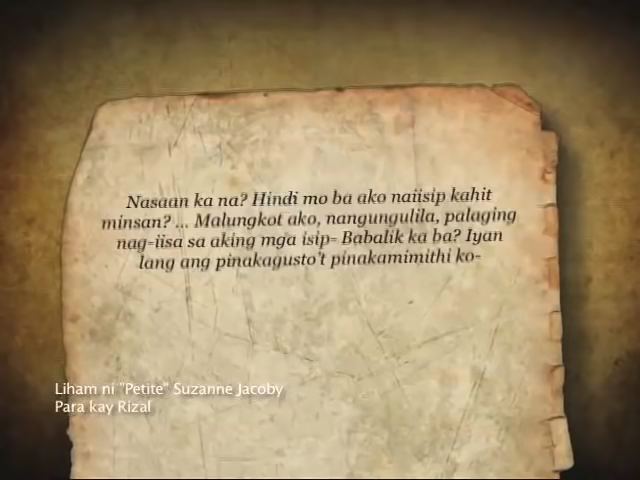 Nasaan ka na? Hindi mo ba ako naiisip kahit
minsan? ... Malungkot ako, nangungulila, palaging
nag-iisa sa aking mga isip- Babalik ka ba? Iyan
lang ang pinakagusto't pinakamimithi ko-
Liham ni "Petite" Suzanne Jacoby
Para kay Rizal